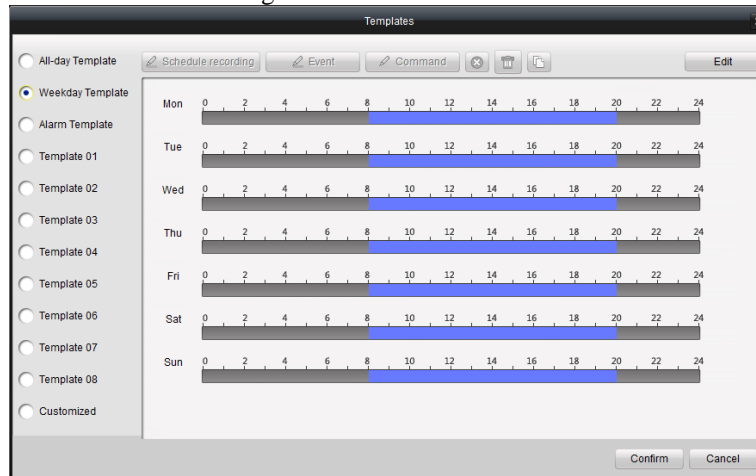 Templates
All-day Template
Schedule recording Event Command Edit
Weekday Template
Alarm Template
Template 01
Template 02
Template 03
Template 04
Template 05
Template 06
Template 07
Template 08
Customized
Mon 0 2 4 6 8 10 12 14 16 18 20 22 24
Tue 0 2 4 6 8 10 12 14 16 18 20 22 24
Wed 0 2 4 6 8 10 12 14 16 18 20 22 24
Thu 0 2 4 6 8 10 12 14 16 18 20 22 24
Fri 0 2 4 6 8 10 12 14 16 18 20 22 24
Sat 0 2 4 6 8 10 12 14 16 18 20 22 24
Sun 0 2 4 6 8 10 12 14 16 18 20 22 24
Confirm Cancel